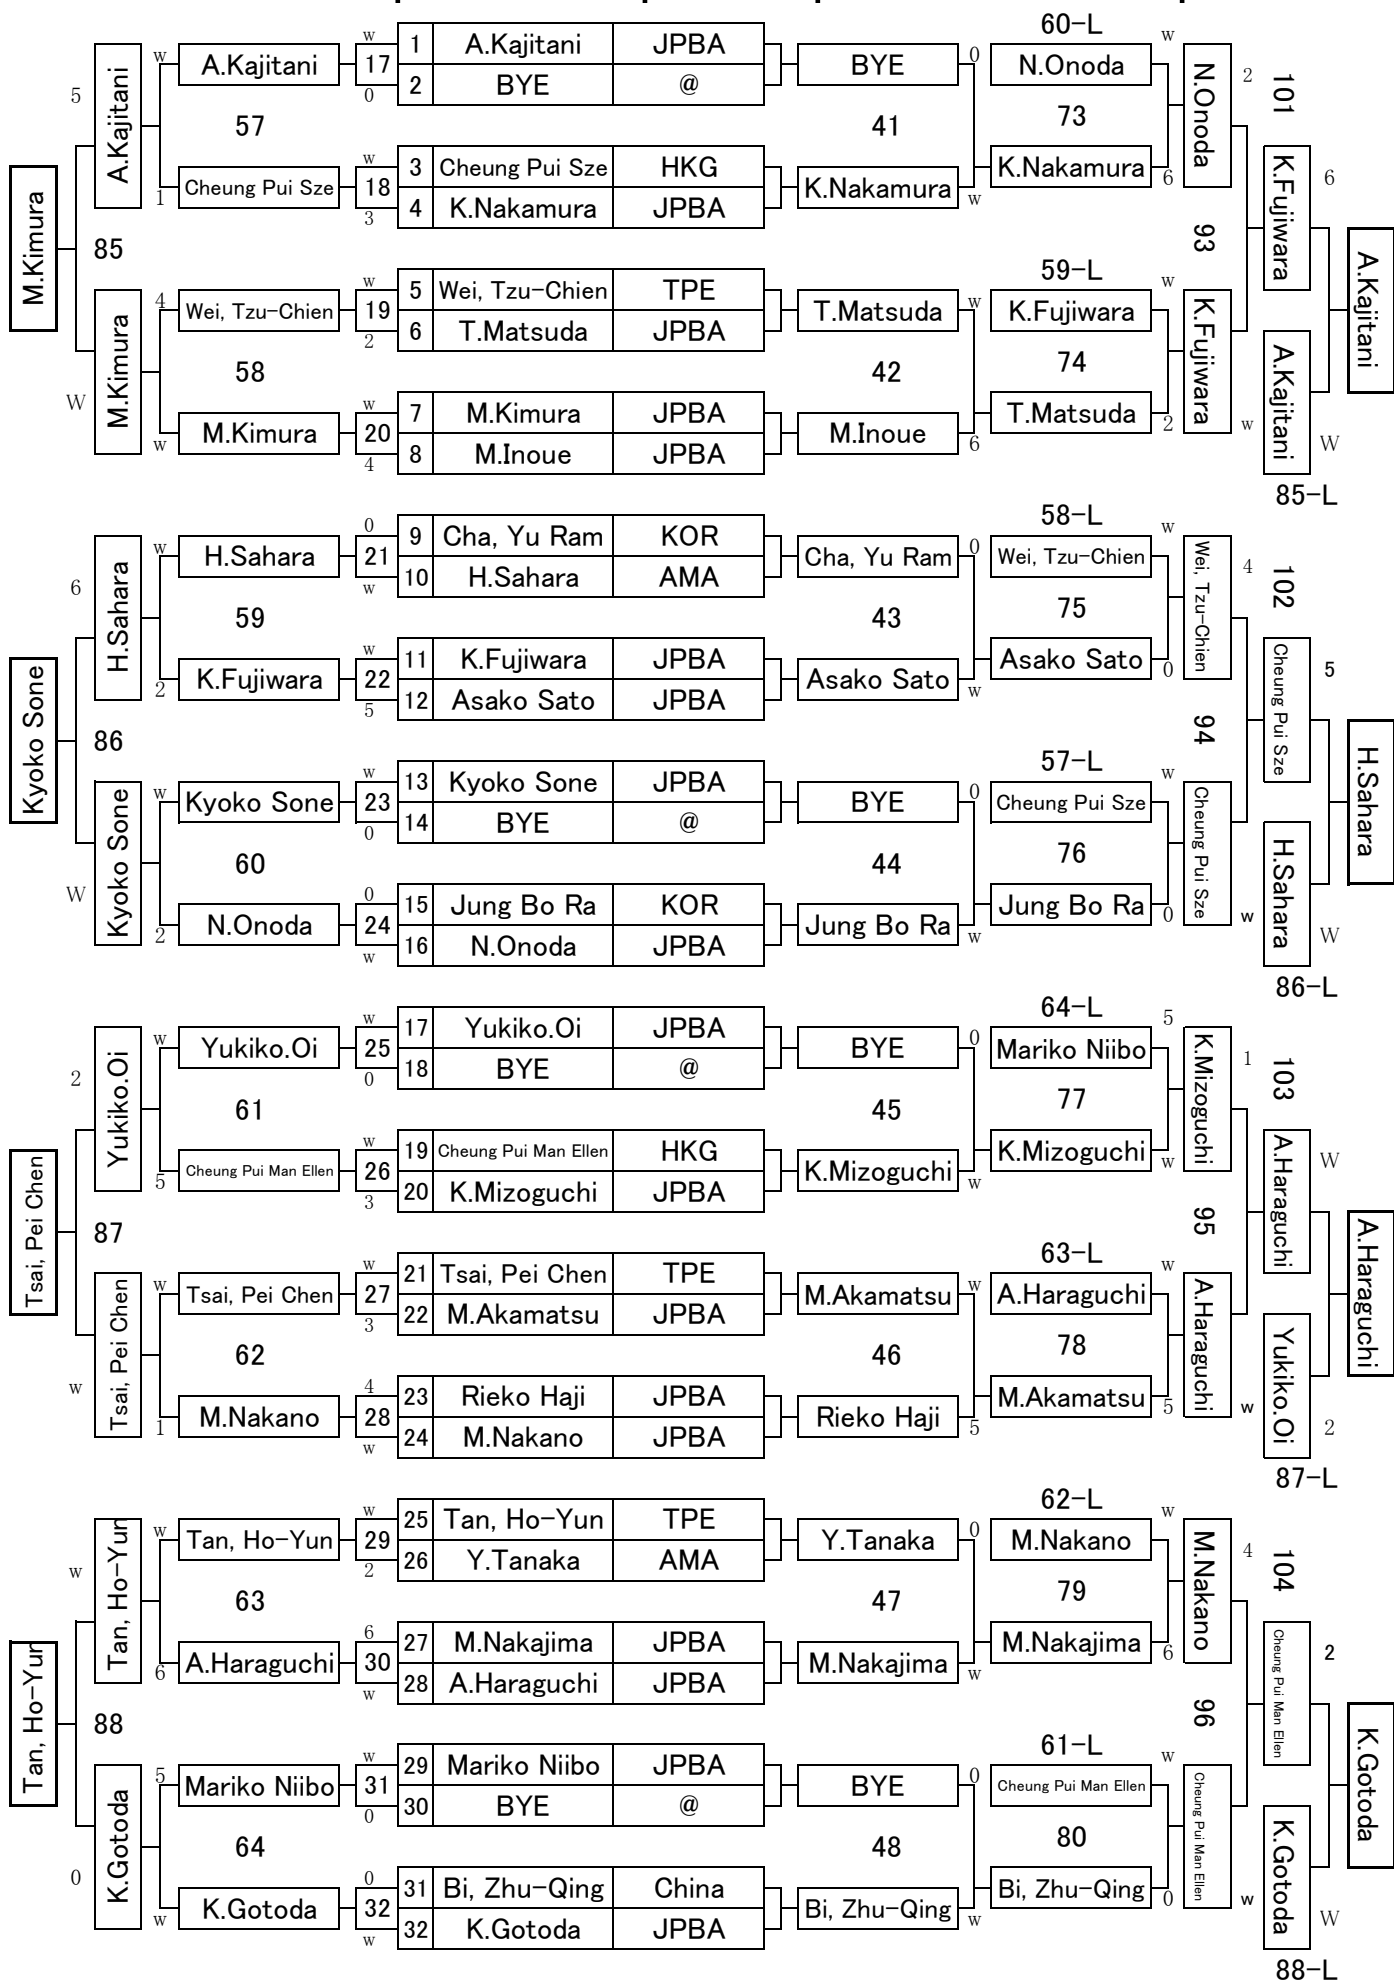 60-L
w w 1 A.Kajitani JPBA 0 w
A.Kajitani 17 BYE N.Onoda
2 BYE @
5 A.Kajitani 0 N.Onoda 2 101
57 41 73
w 3 Cheung Pui Sze HKG
Cheung Pui Sze 18 K.Nakamura K.Nakamura
1 4 K.Nakamura JPBA w 6
3 K.Fujiwara 6
M.Kimura 85 93 A.Kajitani
59-L
4 w 5 Wei, Tzu-Chien TPE w w
Wei, Tzu-Chien 19 T.Matsuda K.Fujiwara
2 6 T.Matsuda JPBA
M.Kimura 58 42 74 K.Fujiwara A.Kajitani
W w 7 M.Kimura JPBA
M.Kimura 20 M.Inoue T.Matsuda
w 8 M.Inoue JPBA 6 2 w W
4
85-L
58-L
0 9 Cha, Yu Ram KOR 0 w
w H.Sahara 21 Cha, Yu Ram Wei, Tzu-Chien
w 10 H.Sahara AMA
6 H.Sahara Wei, Tzu-Chien 4 102
59 43 75
w 11 K.Fujiwara JPBA
K.Fujiwara 22 Asako Sato Asako Sato
2 12 Asako Sato JPBA w 0
5 Cheung Pui Sze 5
Kyoko Sone 86 94 H.Sahara
57-L
w w 13 Kyoko Sone JPBA 0 w
Kyoko Sone 23 BYE Cheung Pui Sze
0 14 BYE @
Kyoko Sone 60 44 76 Cheung Pui Sze H.Sahara
W 0 15 Jung Bo Ra KOR
N.Onoda 24 Jung Bo Ra Jung Bo Ra
2 16 N.Onoda JPBA w 0 w W
w
86-L
64-L
w w 17 Yukiko.Oi JPBA 0 5
Yukiko.Oi 25 BYE Mariko Niibo
0 18 BYE @
2 Yukiko.Oi K.Mizoguchi 1 103
61 45 77
w 19 Cheung Pui Man Ellen HKG
Cheung Pui Man Ellen 26 K.Mizoguchi K.Mizoguchi
5 20 K.Mizoguchi JPBA w w
3 A.Haraguchi W
Tsai, Pei Chen 87 95 A.Haraguchi
63-L
w w 21 Tsai, Pei Chen TPE w w
Tsai, Pei Chen 27 M.Akamatsu A.Haraguchi
3 22 M.Akamatsu JPBA
Tsai, Pei Chen 62 46 78 A.Haraguchi Yukiko.Oi
w 4 23 Rieko Haji JPBA
M.Nakano 28 Rieko Haji M.Akamatsu
1 24 M.Nakano JPBA 5 5 w 2
w
87-L
62-L
w w 25 Tan, Ho-Yun TPE 0 w
Tan, Ho-Yun 29 Y.Tanaka M.Nakano
2 26 Y.Tanaka AMA
w Tan, Ho-Yun M.Nakano 4 104
63 47 79
6 27 M.Nakajima JPBA
A.Haraguchi 30 M.Nakajima M.Nakajima
6 28 A.Haraguchi JPBA w 6
w Cheung Pui Man Ellen 2
Tan, Ho-Yun 88 96 K.Gotoda
61-L
5 w 29 Mariko Niibo JPBA 0 w
Mariko Niibo 31 BYE Cheung Pui Man Ellen
0 30 BYE @
K.Gotoda 64 48 80 Cheung Pui Man Ellen K.Gotoda
0 0 31 Bi, Zhu-Qing China
K.Gotoda 32 Bi, Zhu-Qing Bi, Zhu-Qing
w 32 K.Gotoda JPBA w 0 w W
w
88-L